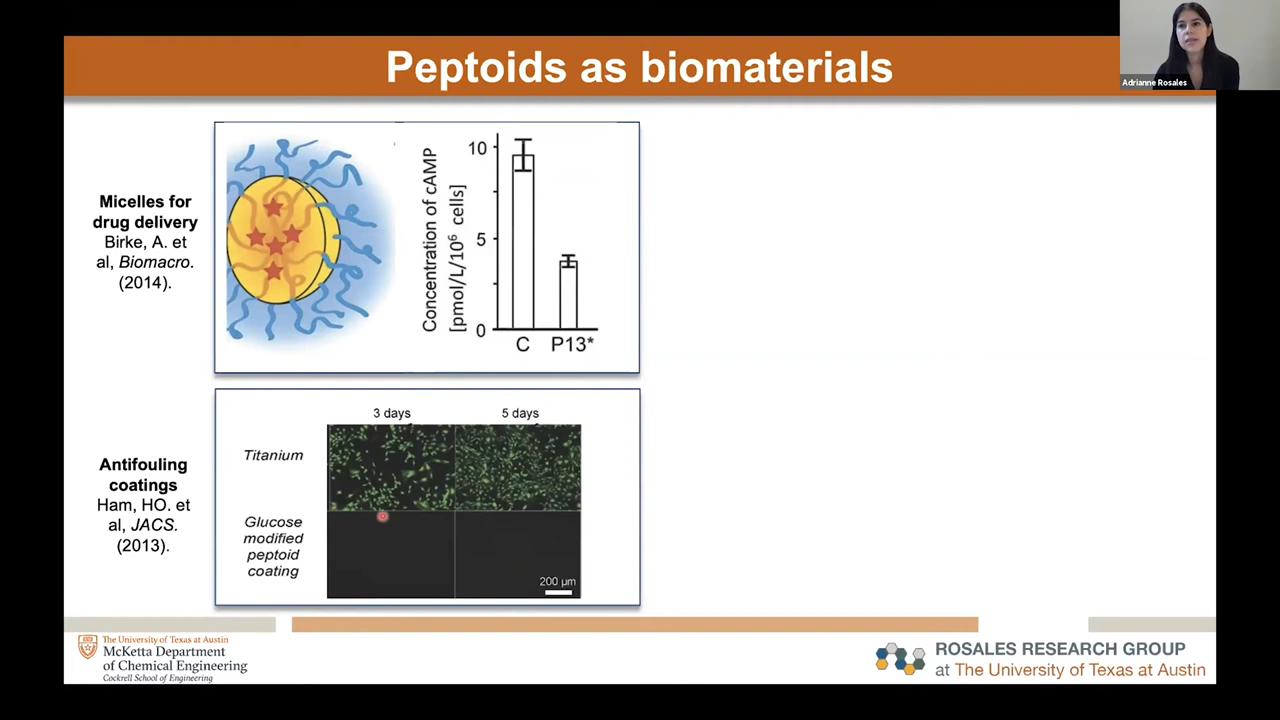 Peptoids as biomaterials
Adrianne Rosales
Micelles for
drug delivery
Birke, A. et
al, Biomacro.
(2014).
Concentration of cAMP
[pmol/L/10⁶ cells]
10
5
0
C P13*
Antifouling
coatings
Ham, HO. et
al, JACS.
(2013).
3 days 5 days
Titanium
Glucose
modified
peptoid
coating
200 µm
The University of Texas at Austin
McKetta Department
of Chemical Engineering
Cockrell School of Engineering
ROSALES RESEARCH GROUP
at The University of Texas at Austin